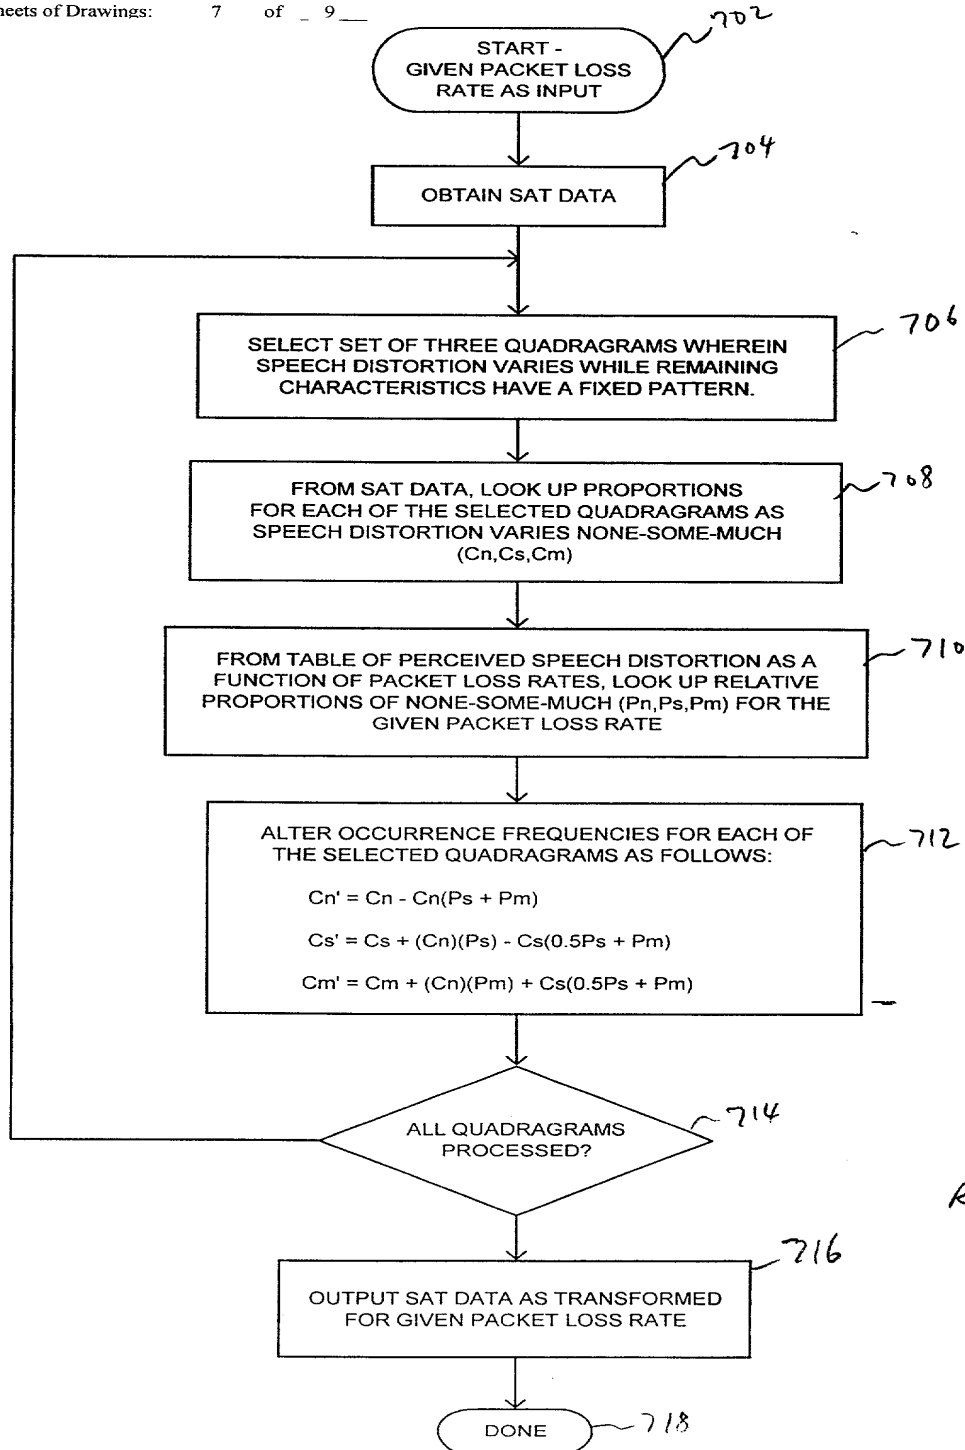 heets of Drawings: 7 of _ 9 __
702
START -
GIVEN PACKET LOSS
RATE AS INPUT
704
OBTAIN SAT DATA
706
SELECT SET OF THREE QUADRAGRAMS WHEREIN
SPEECH DISTORTION VARIES WHILE REMAINING
CHARACTERISTICS HAVE A FIXED PATTERN.
708
FROM SAT DATA, LOOK UP PROPORTIONS
FOR EACH OF THE SELECTED QUADRAGRAMS AS
SPEECH DISTORTION VARIES NONE-SOME-MUCH
(Cn,Cs,Cm)
710
FROM TABLE OF PERCEIVED SPEECH DISTORTION AS A
FUNCTION OF PACKET LOSS RATES, LOOK UP RELATIVE
PROPORTIONS OF NONE-SOME-MUCH (Pn,Ps,Pm) FOR THE
GIVEN PACKET LOSS RATE
712
ALTER OCCURRENCE FREQUENCIES FOR EACH OF
THE SELECTED QUADRAGRAMS AS FOLLOWS:
Cn' = Cn - Cn(Ps + Pm)
Cs' = Cs + (Cn)(Ps) - Cs(0.5Ps + Pm)
Cm' = Cm + (Cn)(Pm) + Cs(0.5Ps + Pm)
714
ALL QUADRAGRAMS
PROCESSED?
716
OUTPUT SAT DATA AS TRANSFORMED
FOR GIVEN PACKET LOSS RATE
718
DONE